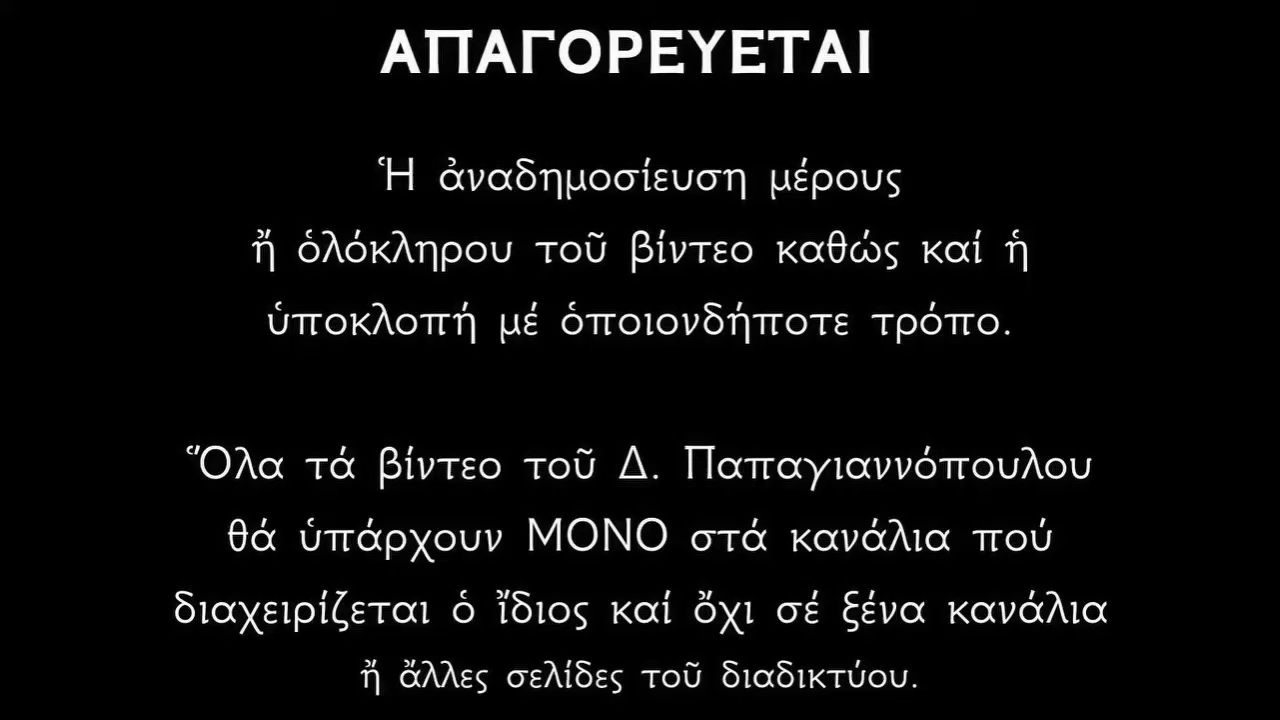 ΑΠΑΓΟΡΕΥΕΤΑΙ
Ἡ ἀναδημοσίευση μέρους
ἤ ὁλόκληρου τοῦ βίντεο καθώς καί ἡ
ὑποκλοπή μέ ὁποιονδήποτε τρόπο.
Ὅλα τά βίντεο τοῦ Δ. Παπαγιαννόπουλου
θά ὑπάρχουν ΜΟΝΟ στά κανάλια πού
διαχειρίζεται ὁ ἴδιος καί ὄχι σέ ξένα κανάλια
ἤ ἄλλες σελίδες τοῦ διαδικτύου.